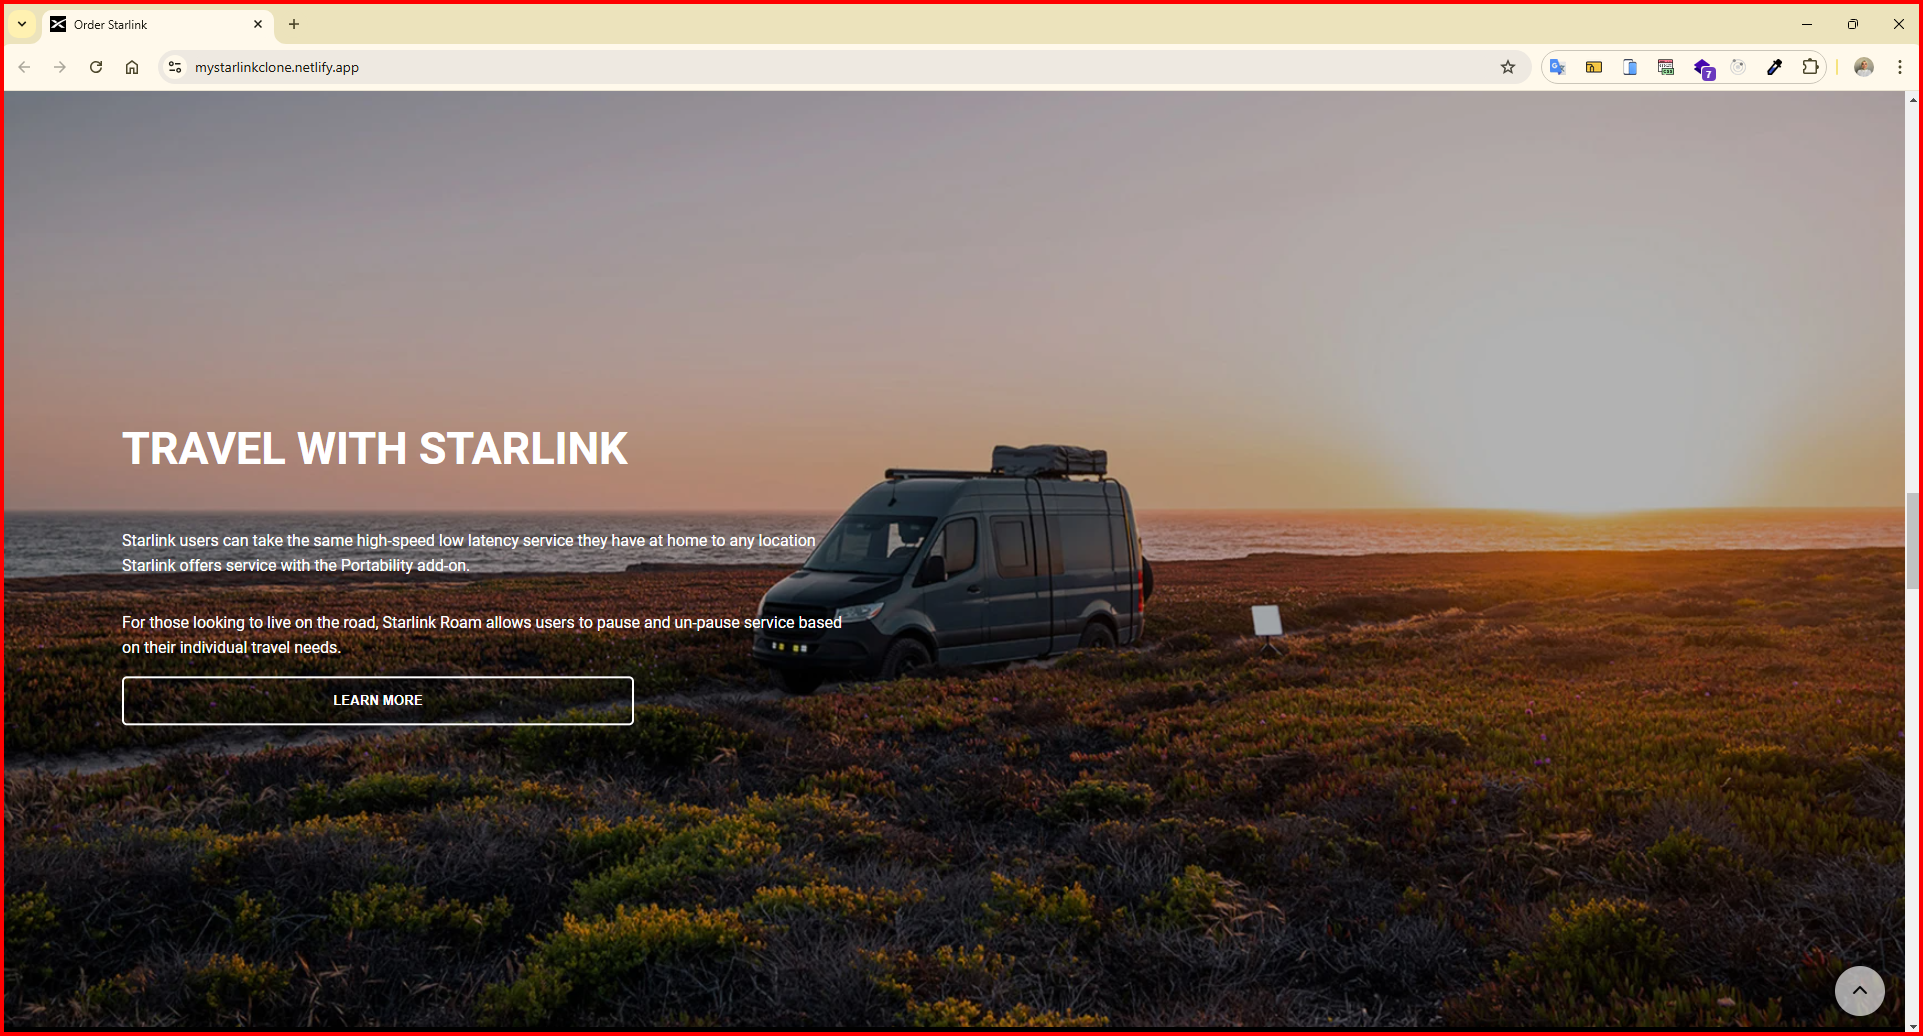 Order Starlink
mystarlinkclone.netlify.app
7
TRAVEL WITH STARLINK
Starlink users can take the same high-speed low latency service they have at home to any location
Starlink offers service with the Portability add-on.
For those looking to live on the road, Starlink Roam allows users to pause and un-pause service based
on their individual travel needs.
LEARN MORE